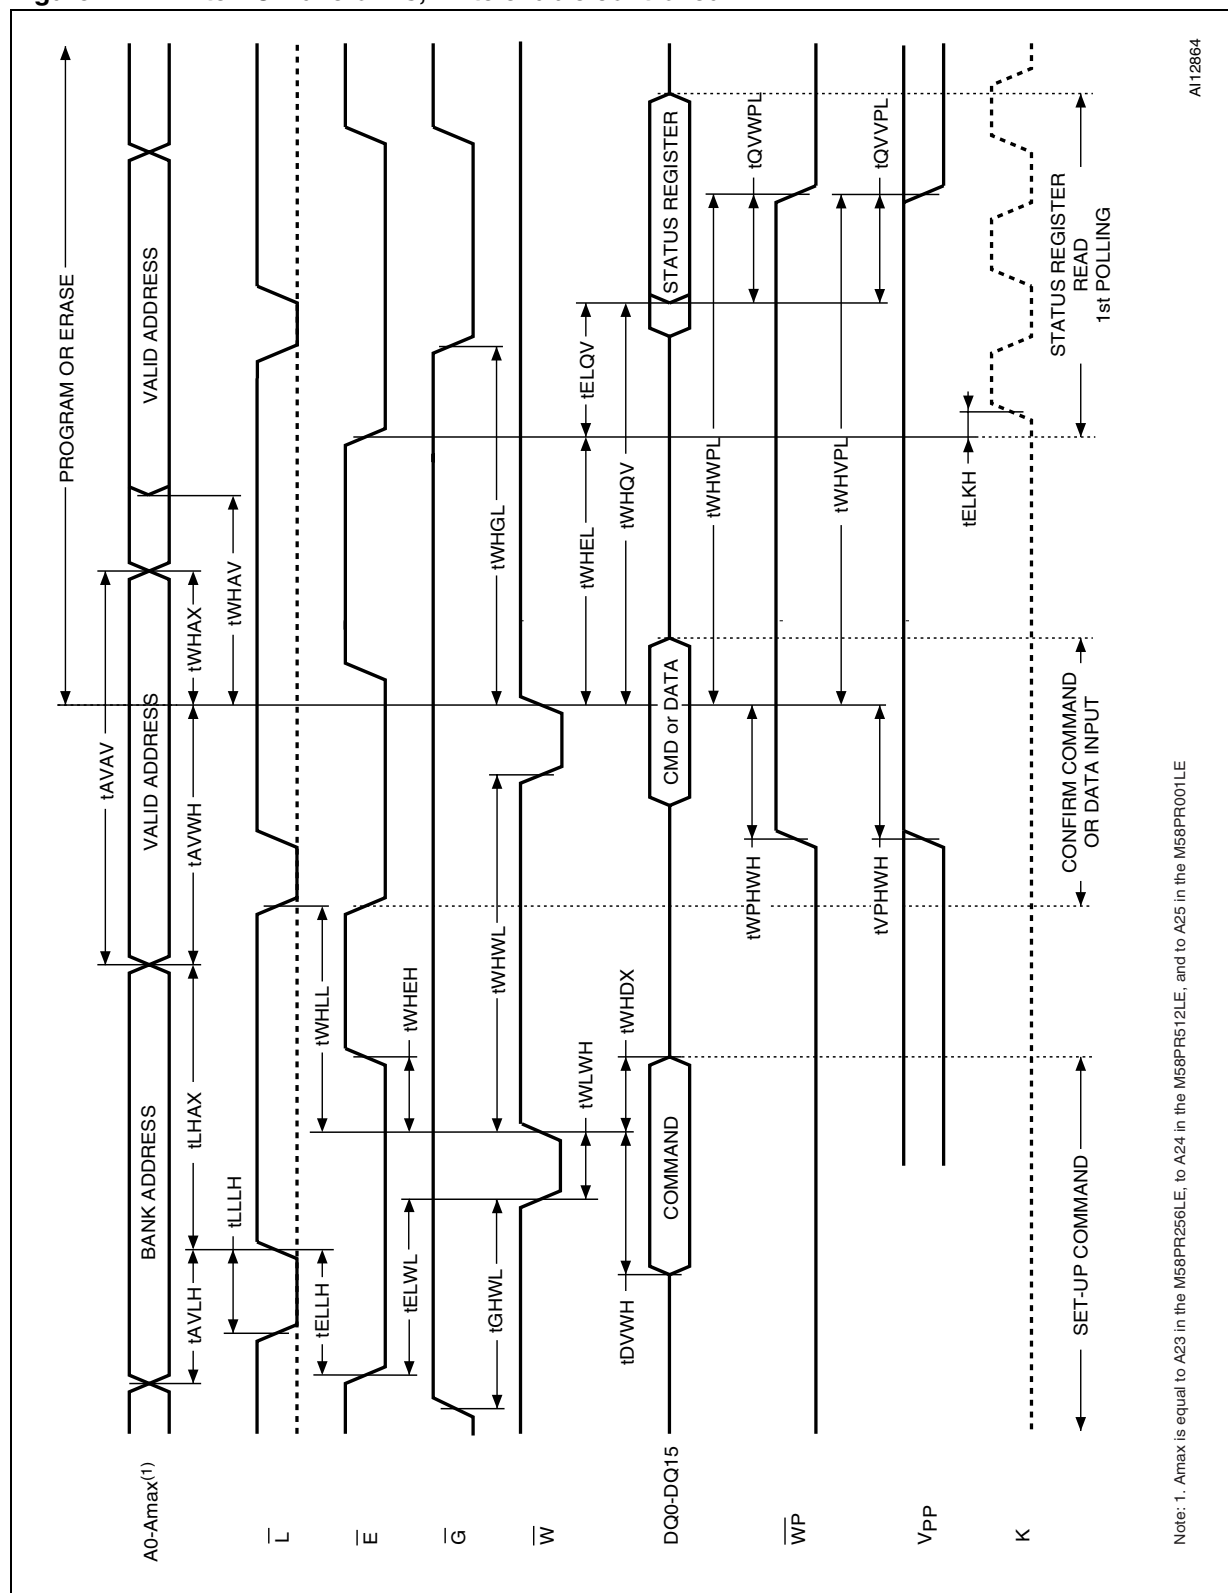 PROGRAM OR ERASE
A0-Amax(1)
BANK ADDRESS
VALID ADDRESS
VALID ADDRESS
tAVAV
tAVLH
tLHAX
tAVWH
tWHAX
tLLLH
tWHAV
L
tELLH
tWHLL
E
tELWL
tWHEH
G
tGHWL
tWHWL
tWHGL
W
tWLWH
tWHEL
tELQV
tDVWH
tWHDX
tWHQV
DQ0-DQ15
COMMAND
CMD or DATA
STATUS REGISTER
tWHWPL
tWPHWH
tQVWPL
WP
tWHVPL
tVPHWH
tQVVPL
VPP
tELKH
K
SET-UP COMMAND
CONFIRM COMMAND
OR DATA INPUT
STATUS REGISTER
READ
1st POLLING
Note: 1. Amax is equal to A23 in the M58PR256LE, to A24 in the M58PR512LE, and to A25 in the M58PR001LE
AI12864